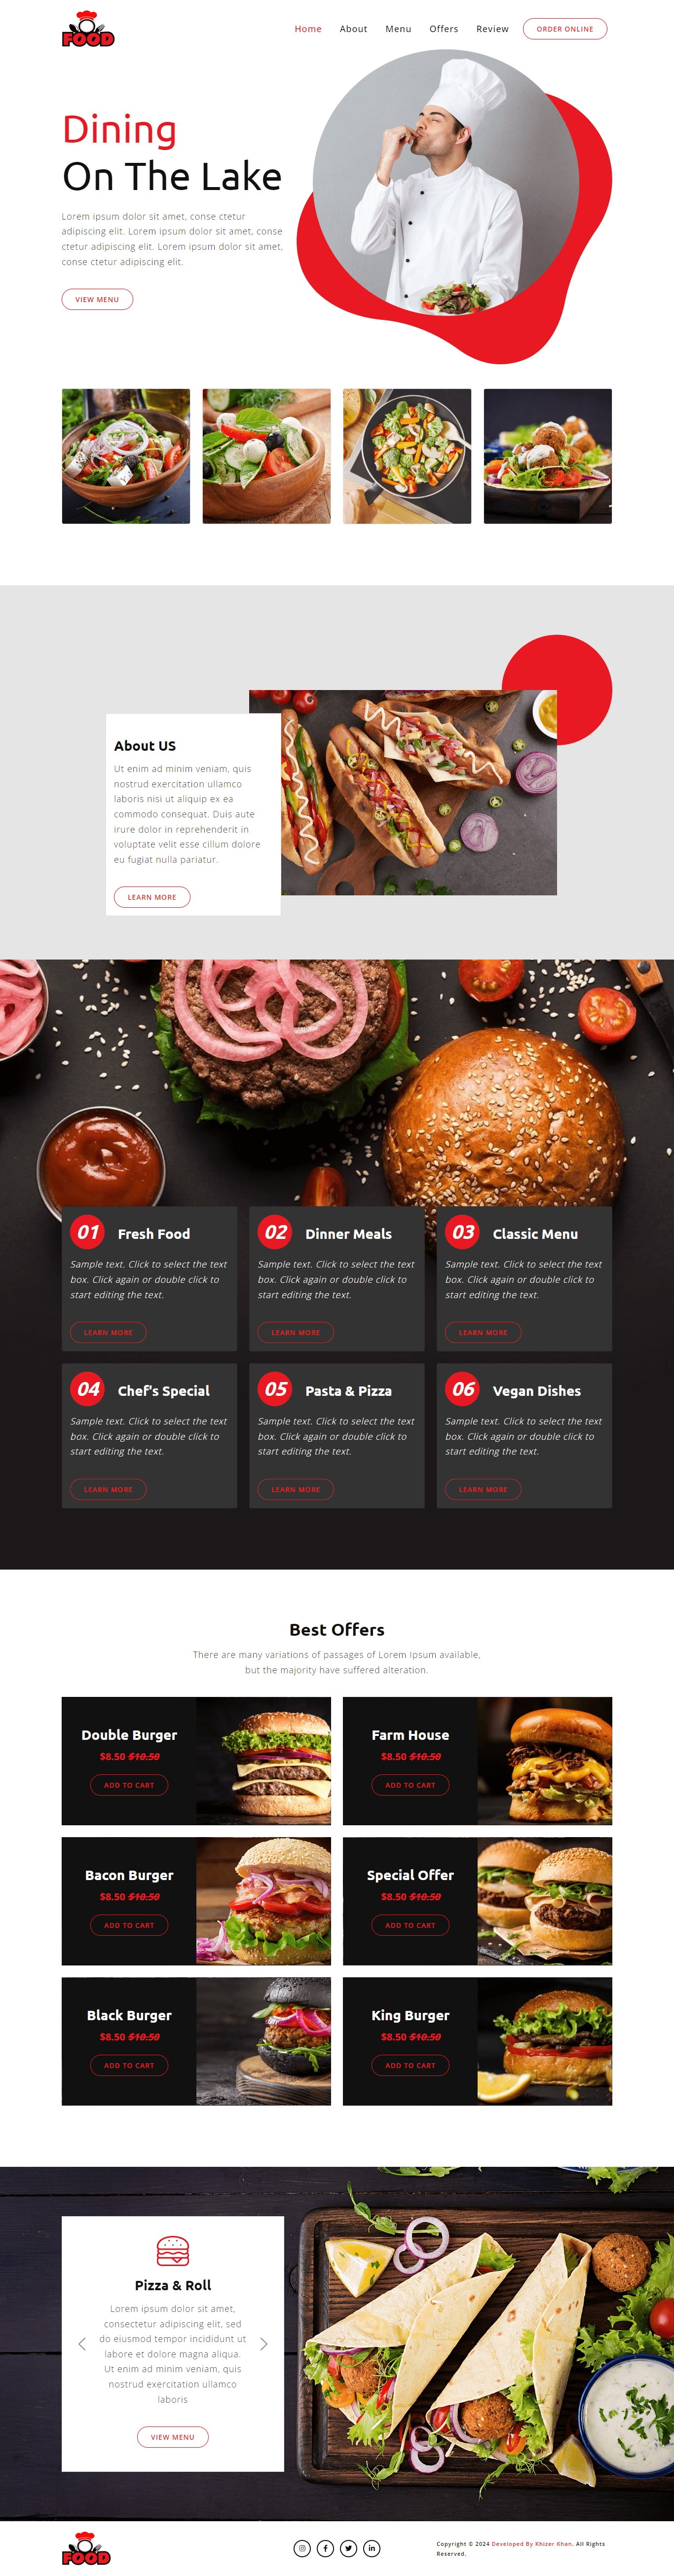 FOOD
Home About Menu Offers Review ORDER ONLINE
Dining
On The Lake
Lorem ipsum dolor sit amet, conse ctetur
adipiscing elit. Lorem ipsum dolor sit amet, conse
ctetur adipiscing elit. Lorem ipsum dolor sit amet,
conse ctetur adipiscing elit.
VIEW MENU
About US
Ut enim ad minim veniam, quis
nostrud exercitation ullamco
laboris nisi ut aliquip ex ea
commodo consequat. Duis aute
irure dolor in reprehenderit in
voluptate velit esse cillum dolore
eu fugiat nulla pariatur.
LEARN MORE
01 Fresh Food
Sample text. Click to select the text
box. Click again or double click to
start editing the text.
LEARN MORE
02 Dinner Meals
Sample text. Click to select the text
box. Click again or double click to
start editing the text.
LEARN MORE
03 Classic Menu
Sample text. Click to select the text
box. Click again or double click to
start editing the text.
LEARN MORE
04 Chef's Special
Sample text. Click to select the text
box. Click again or double click to
start editing the text.
LEARN MORE
05 Pasta & Pizza
Sample text. Click to select the text
box. Click again or double click to
start editing the text.
LEARN MORE
06 Vegan Dishes
Sample text. Click to select the text
box. Click again or double click to
start editing the text.
LEARN MORE
Best Offers
There are many variations of passages of Lorem Ipsum available,
but the majority have suffered alteration.
Double Burger
$8.50 $10.50
ADD TO CART
Farm House
$8.50 $10.50
ADD TO CART
Bacon Burger
$8.50 $10.50
ADD TO CART
Special Offer
$8.50 $10.50
ADD TO CART
Black Burger
$8.50 $10.50
ADD TO CART
King Burger
$8.50 $10.50
ADD TO CART
Pizza & Roll
Lorem ipsum dolor sit amet,
consectetur adipiscing elit, sed
do eiusmod tempor incididunt ut
labore et dolore magna aliqua.
Ut enim ad minim veniam, quis
nostrud exercitation ullamco
laboris
VIEW MENU
FOOD
Copyright © 2024 Developed By Khizer Khan. All Rights
Reserved.